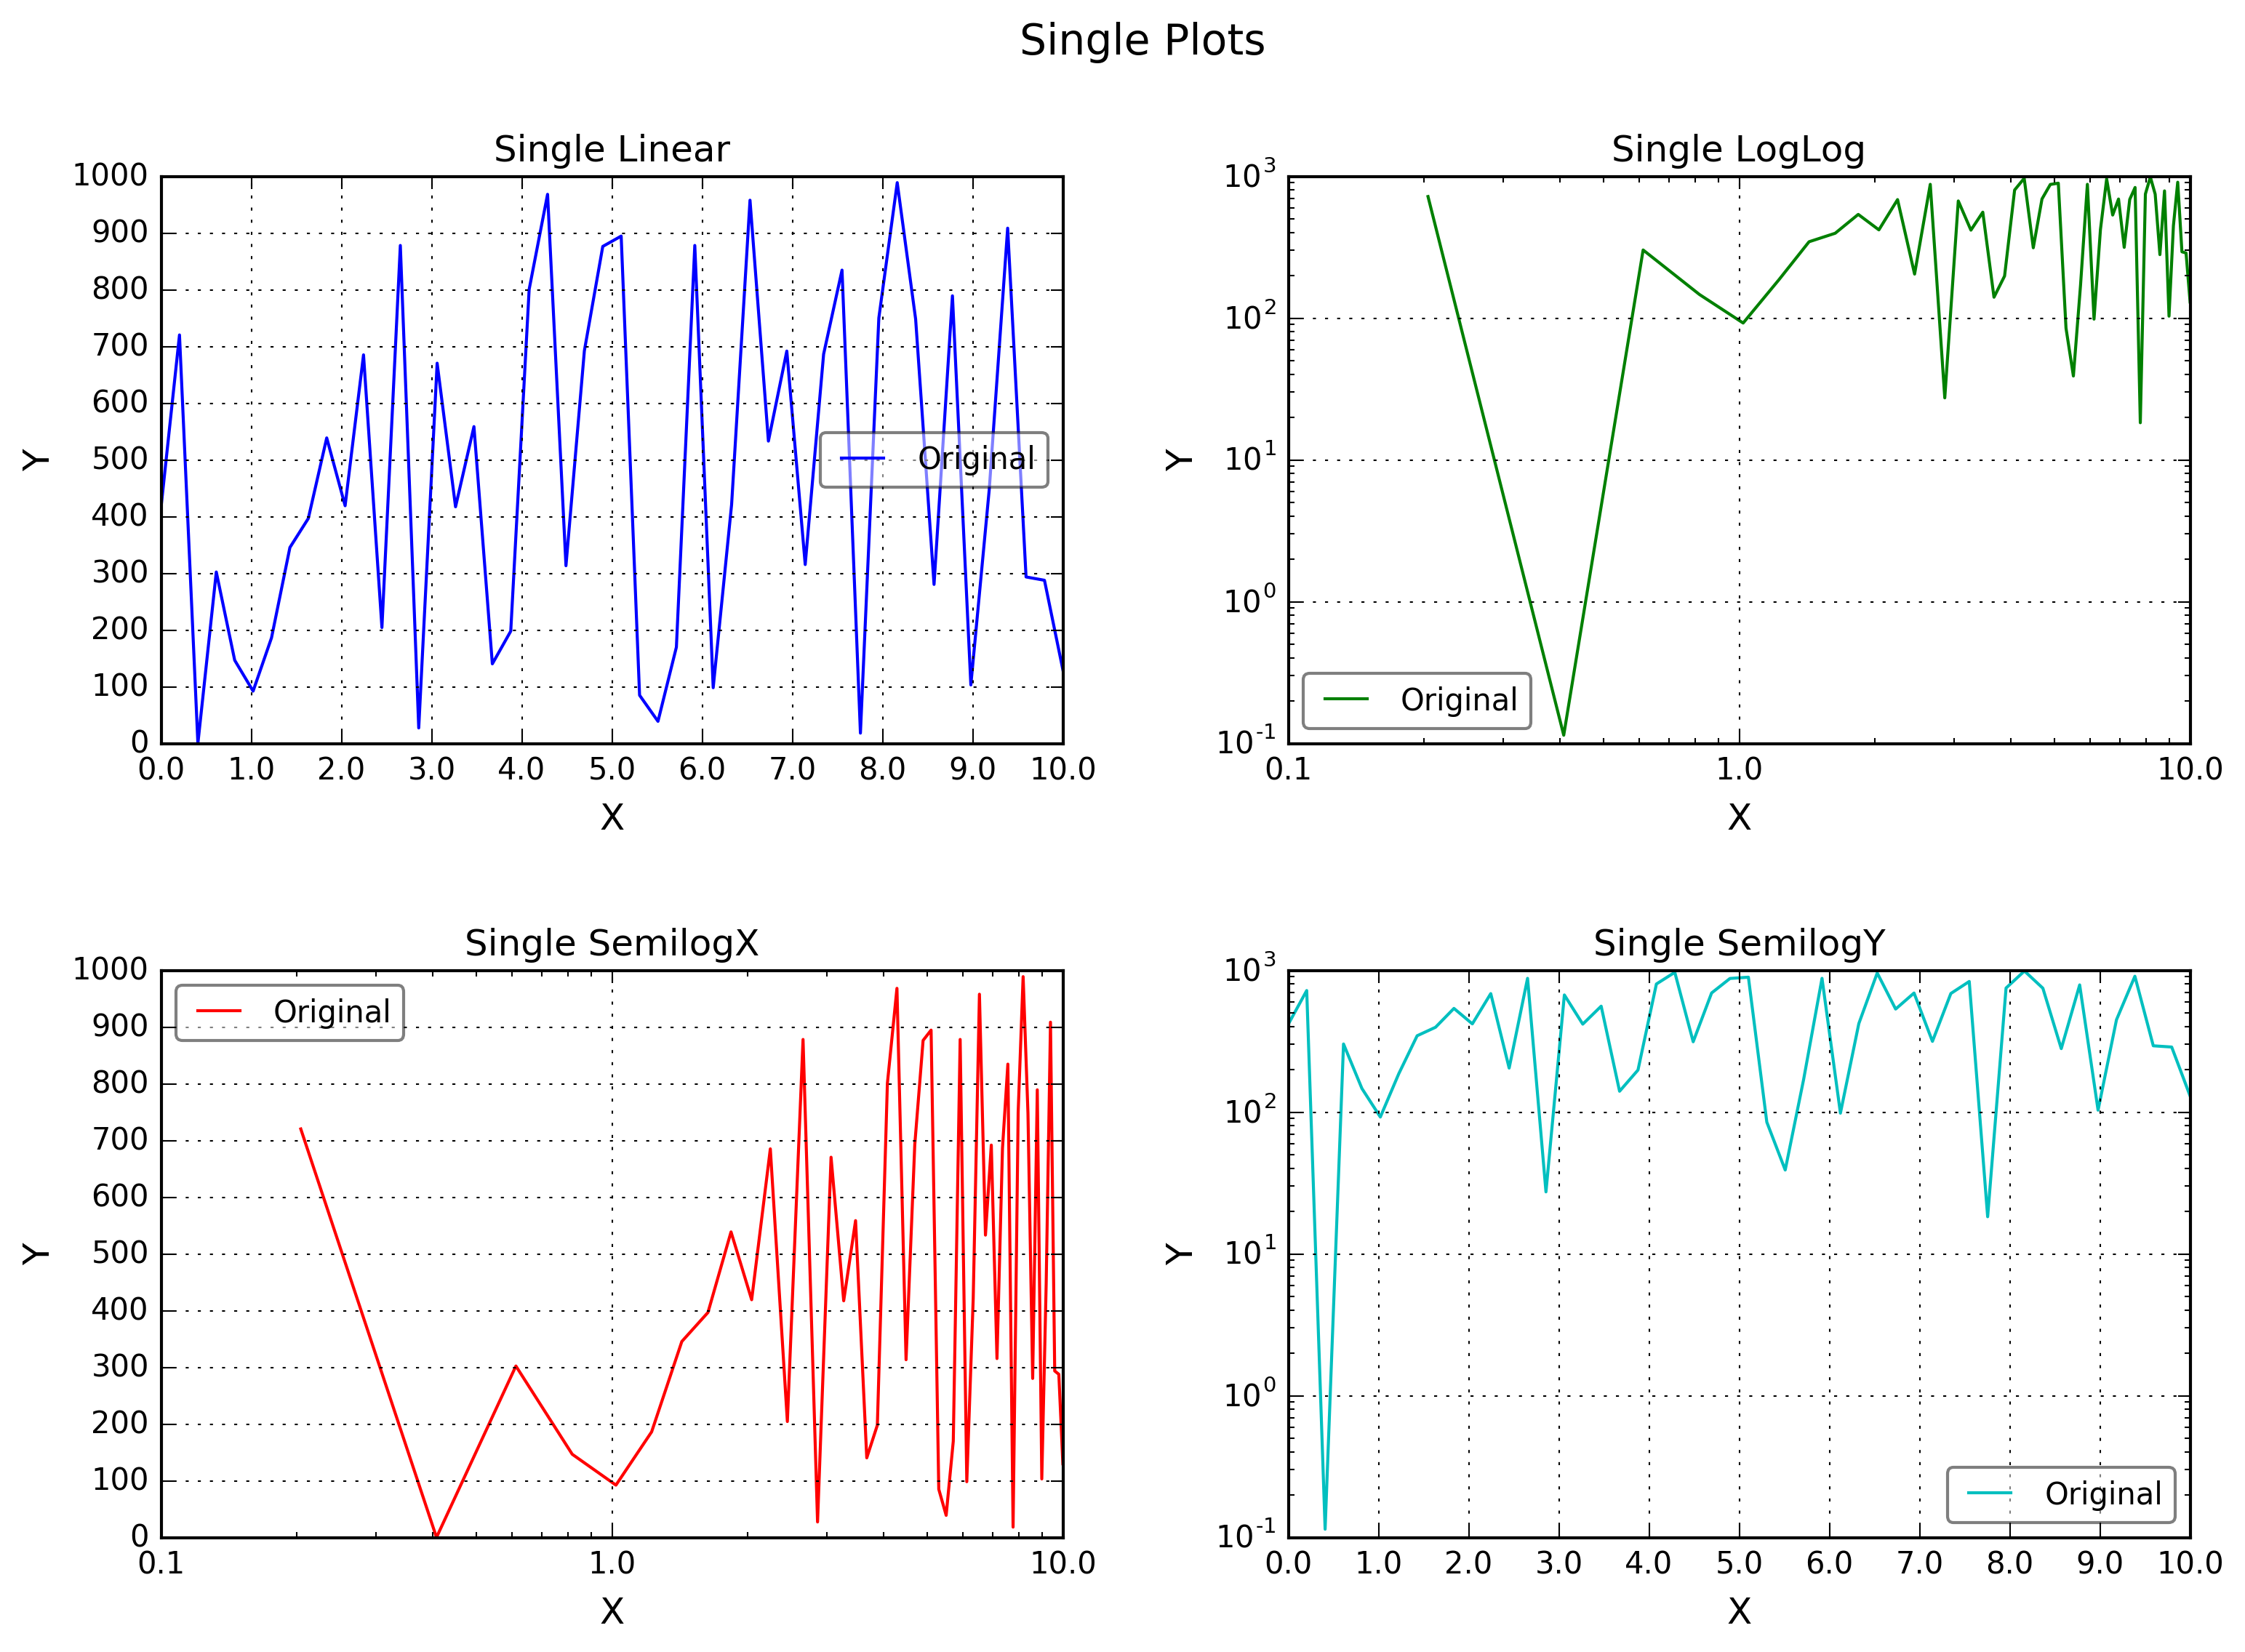 Single Plots
Single Linear
1000
900
800
700
600
500
400
300
200
100
0
Y
Original
0.0 1.0 2.0 3.0 4.0 5.0 6.0 7.0 8.0 9.0 10.0
X
Single LogLog
10^3
10^2
10^1
10^0
10^-1
Y
Original
0.1 1.0 10.0
X
Single SemilogX
1000
900
800
700
600
500
400
300
200
100
0
Y
Original
0.1 1.0 10.0
X
Single SemilogY
10^3
10^2
10^1
10^0
10^-1
Y
Original
0.0 1.0 2.0 3.0 4.0 5.0 6.0 7.0 8.0 9.0 10.0
X